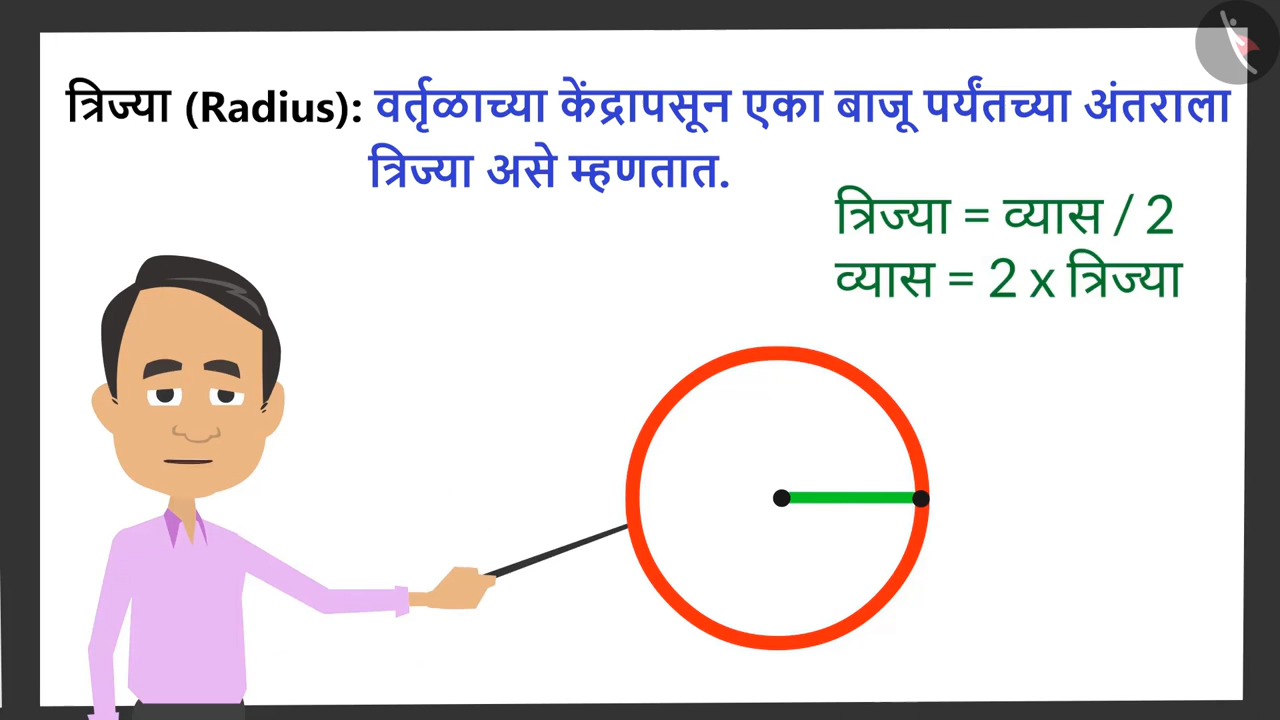 त्रिज्या (Radius): वर्तृळाच्या केंद्रापसून एका बाजू पर्यंतच्या अंतराला
त्रिज्या असे म्हणतात.
त्रिज्या = व्यास / 2
व्यास = 2 x त्रिज्या